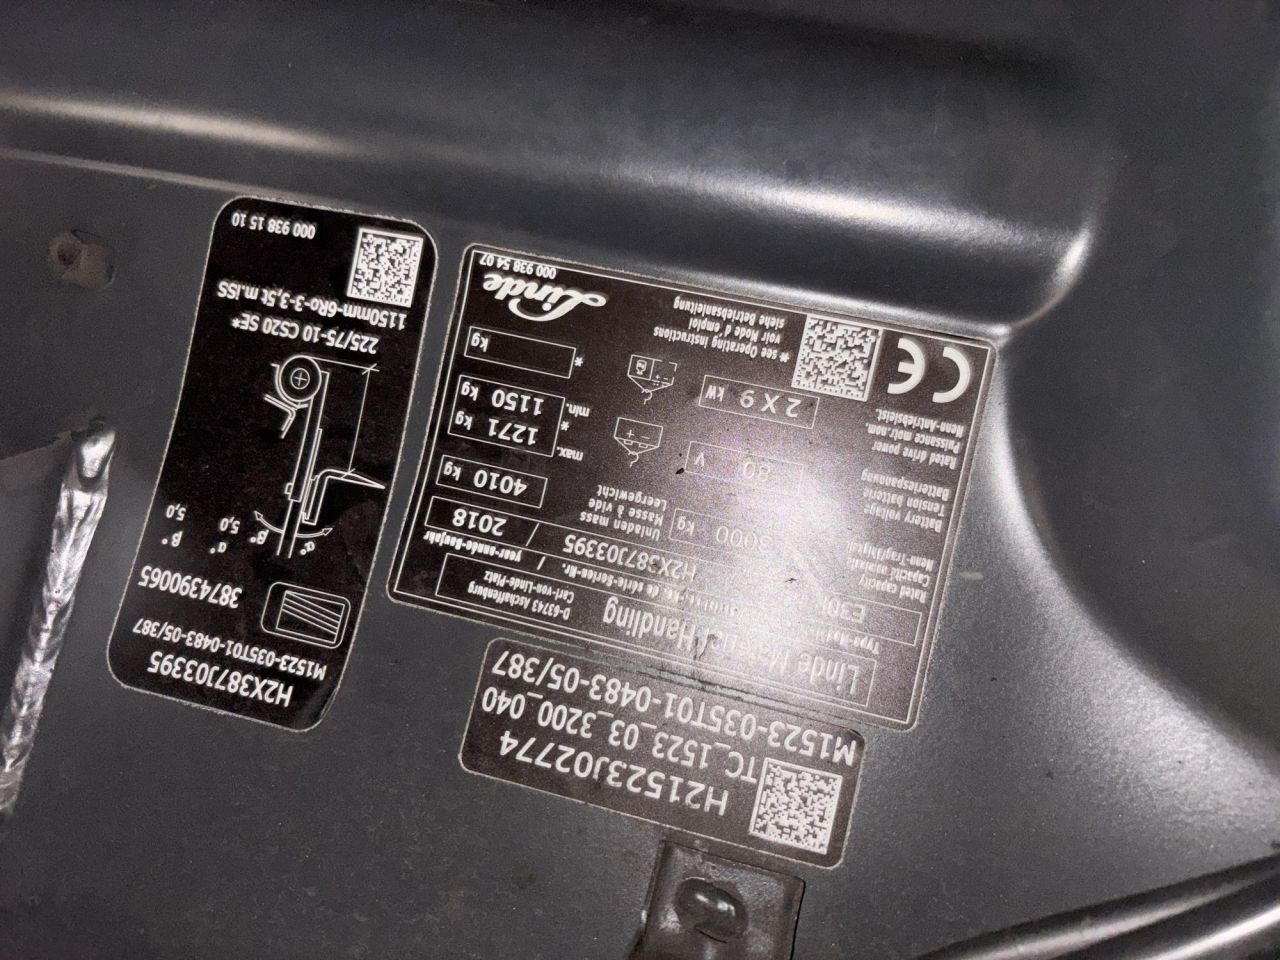 H21523J02774
TC_1523_03_3200_040
M1523-035T01-0483-05/387
Linde Material Handling
D-63743 Aschaffenburg
Carl-von-Linde-Platz
H2X387J03395 / 2018
year-année-Baujahr
Rated capacity
Capacité nominale
Nenn-Tragfähigkeit
3000 kg
Unladen mass
Masse à vide
Leergewicht
4010 kg
Battery voltage
Tension batterie
Batteriespannung
80 V
max. 1271 kg
*
min. 1150 kg
Rated drive power
Puissance mot.nom.
Nenn-Antriebsleist.
2 X 9 kW
* kg
CE
* see Operating instructions
voir Mode d'emploi
siehe Betriebsanleitung
Linde
000 938 54 07
H2X387J03395
M1523-035T01-0483-05/387
3874390065
α° β°
5,0 5,0
α°
β°
225/75-10 CS20 SE*
1150mm-6Ro-3-3,5t m.ISS
000 938 15 10